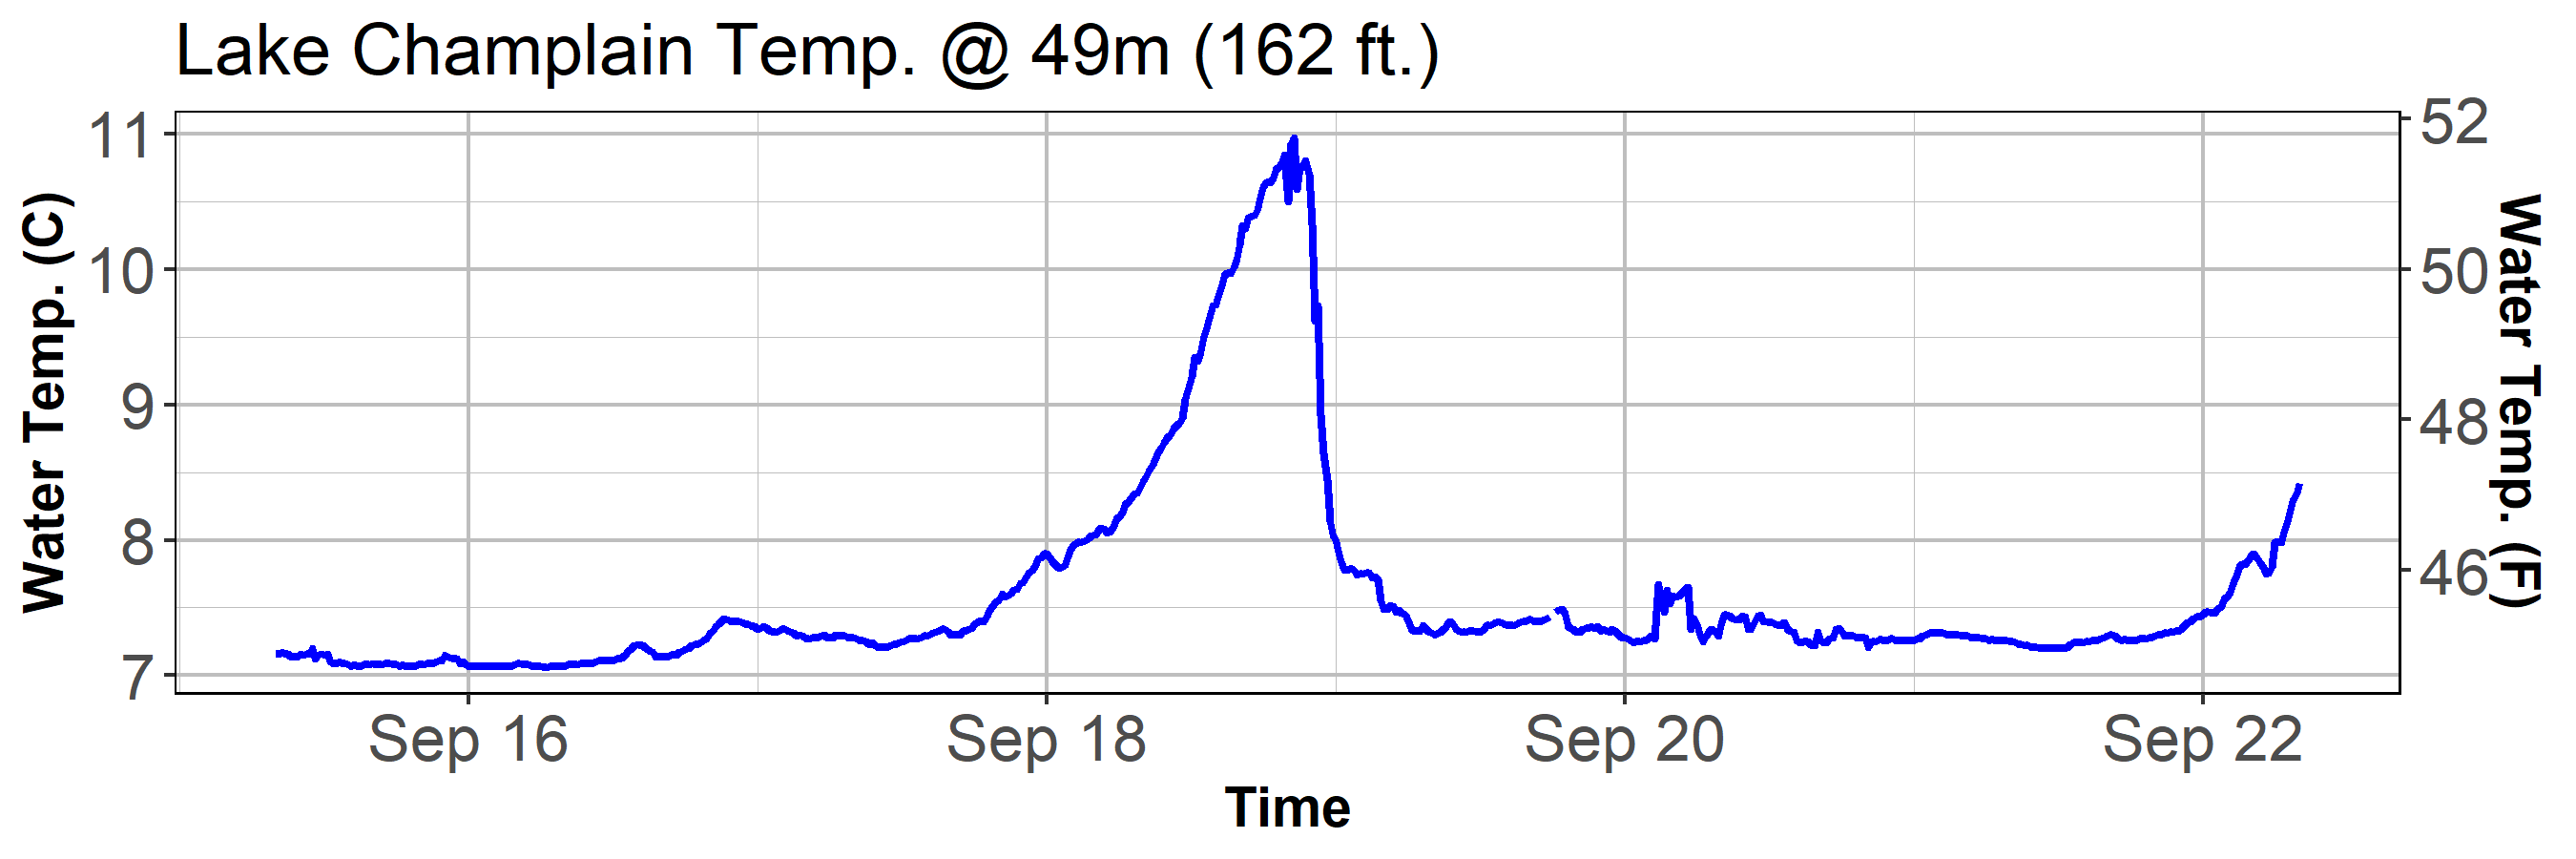 Lake Champlain Temp. @ 49m (162 ft.)
11
10
9
8
7
Water Temp. (C)
52
50
48
46
Water Temp. (F)
Sep 16
Sep 18
Sep 20
Sep 22
Time